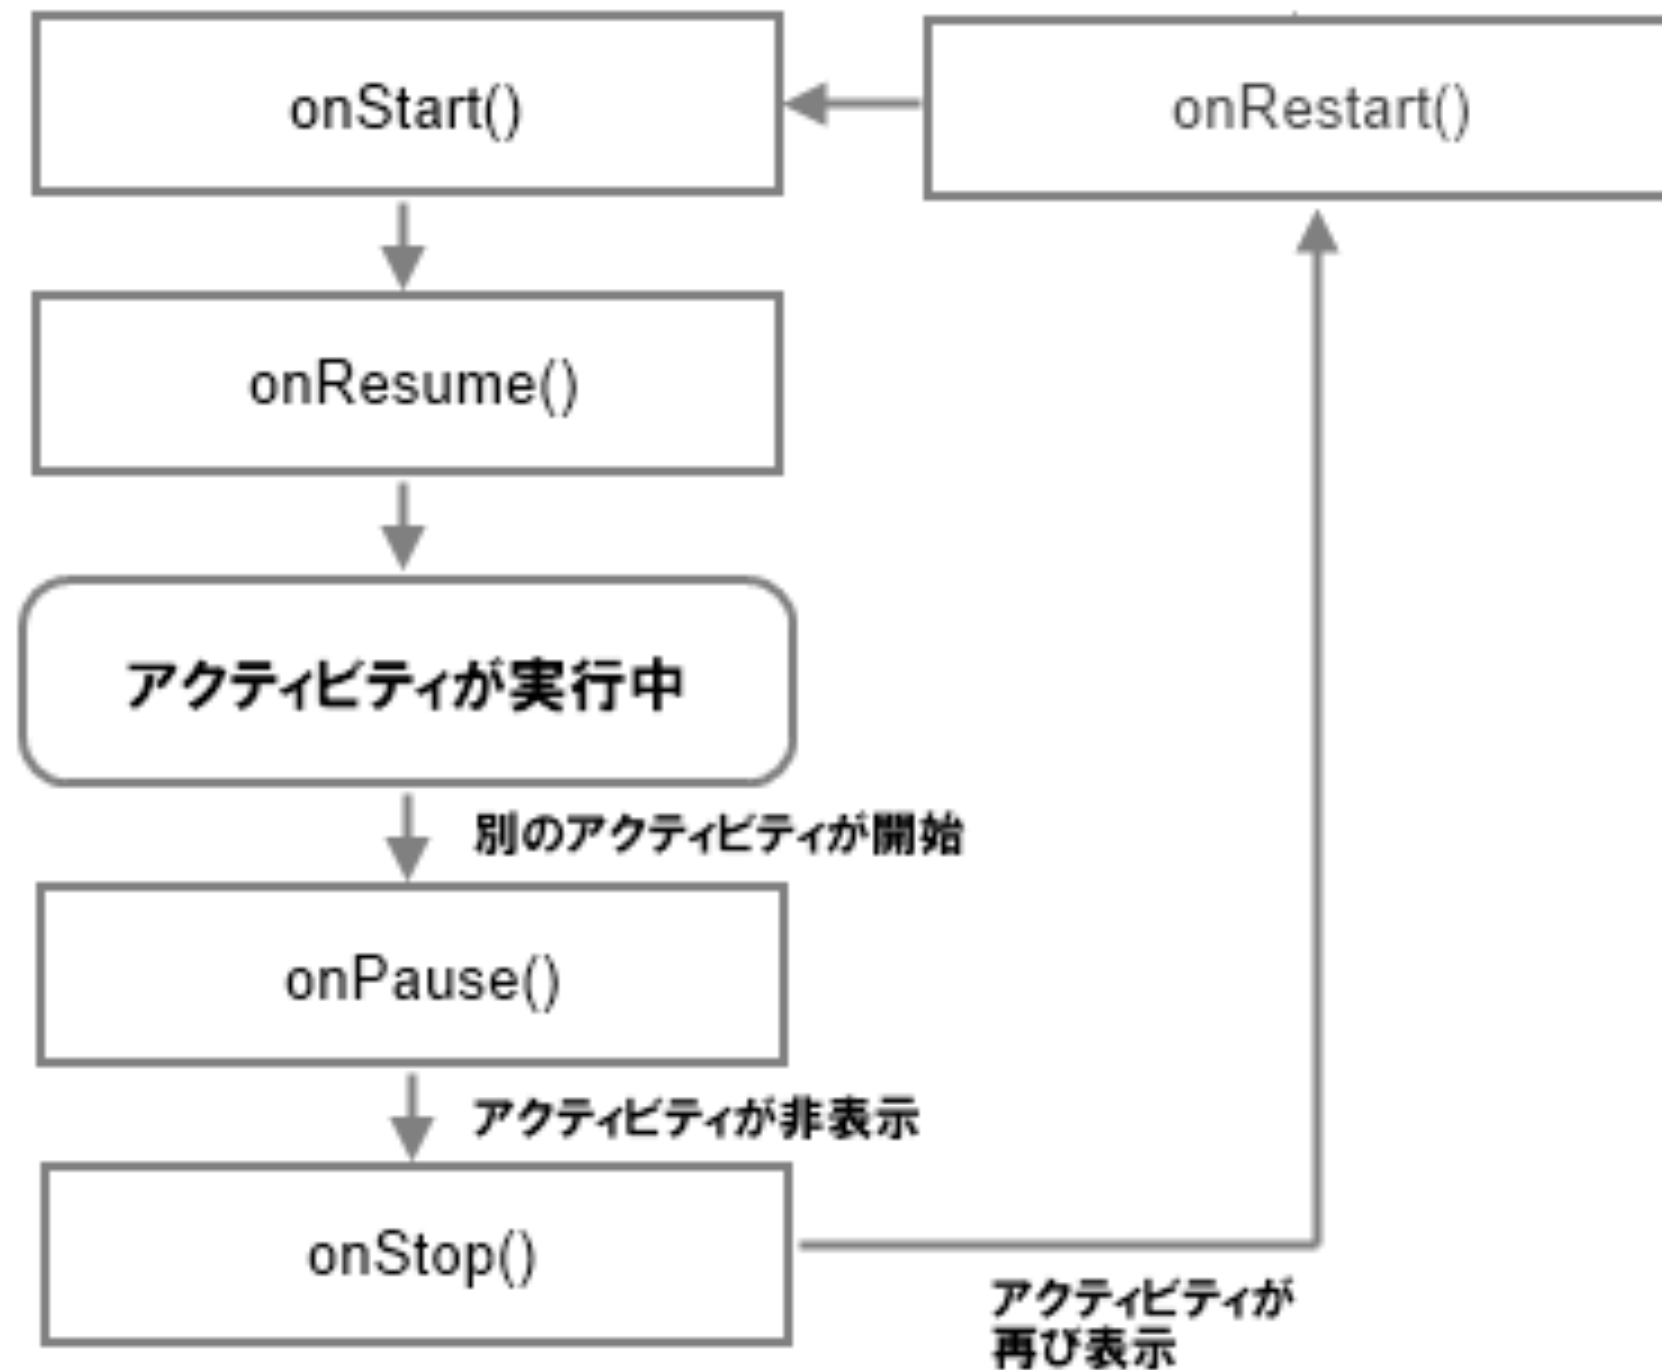 onStart()
onRestart()
onResume()
アクティビティが実行中
別のアクティビティが開始
onPause()
アクティビティが非表示
onStop()
アクティビティが
再び表示